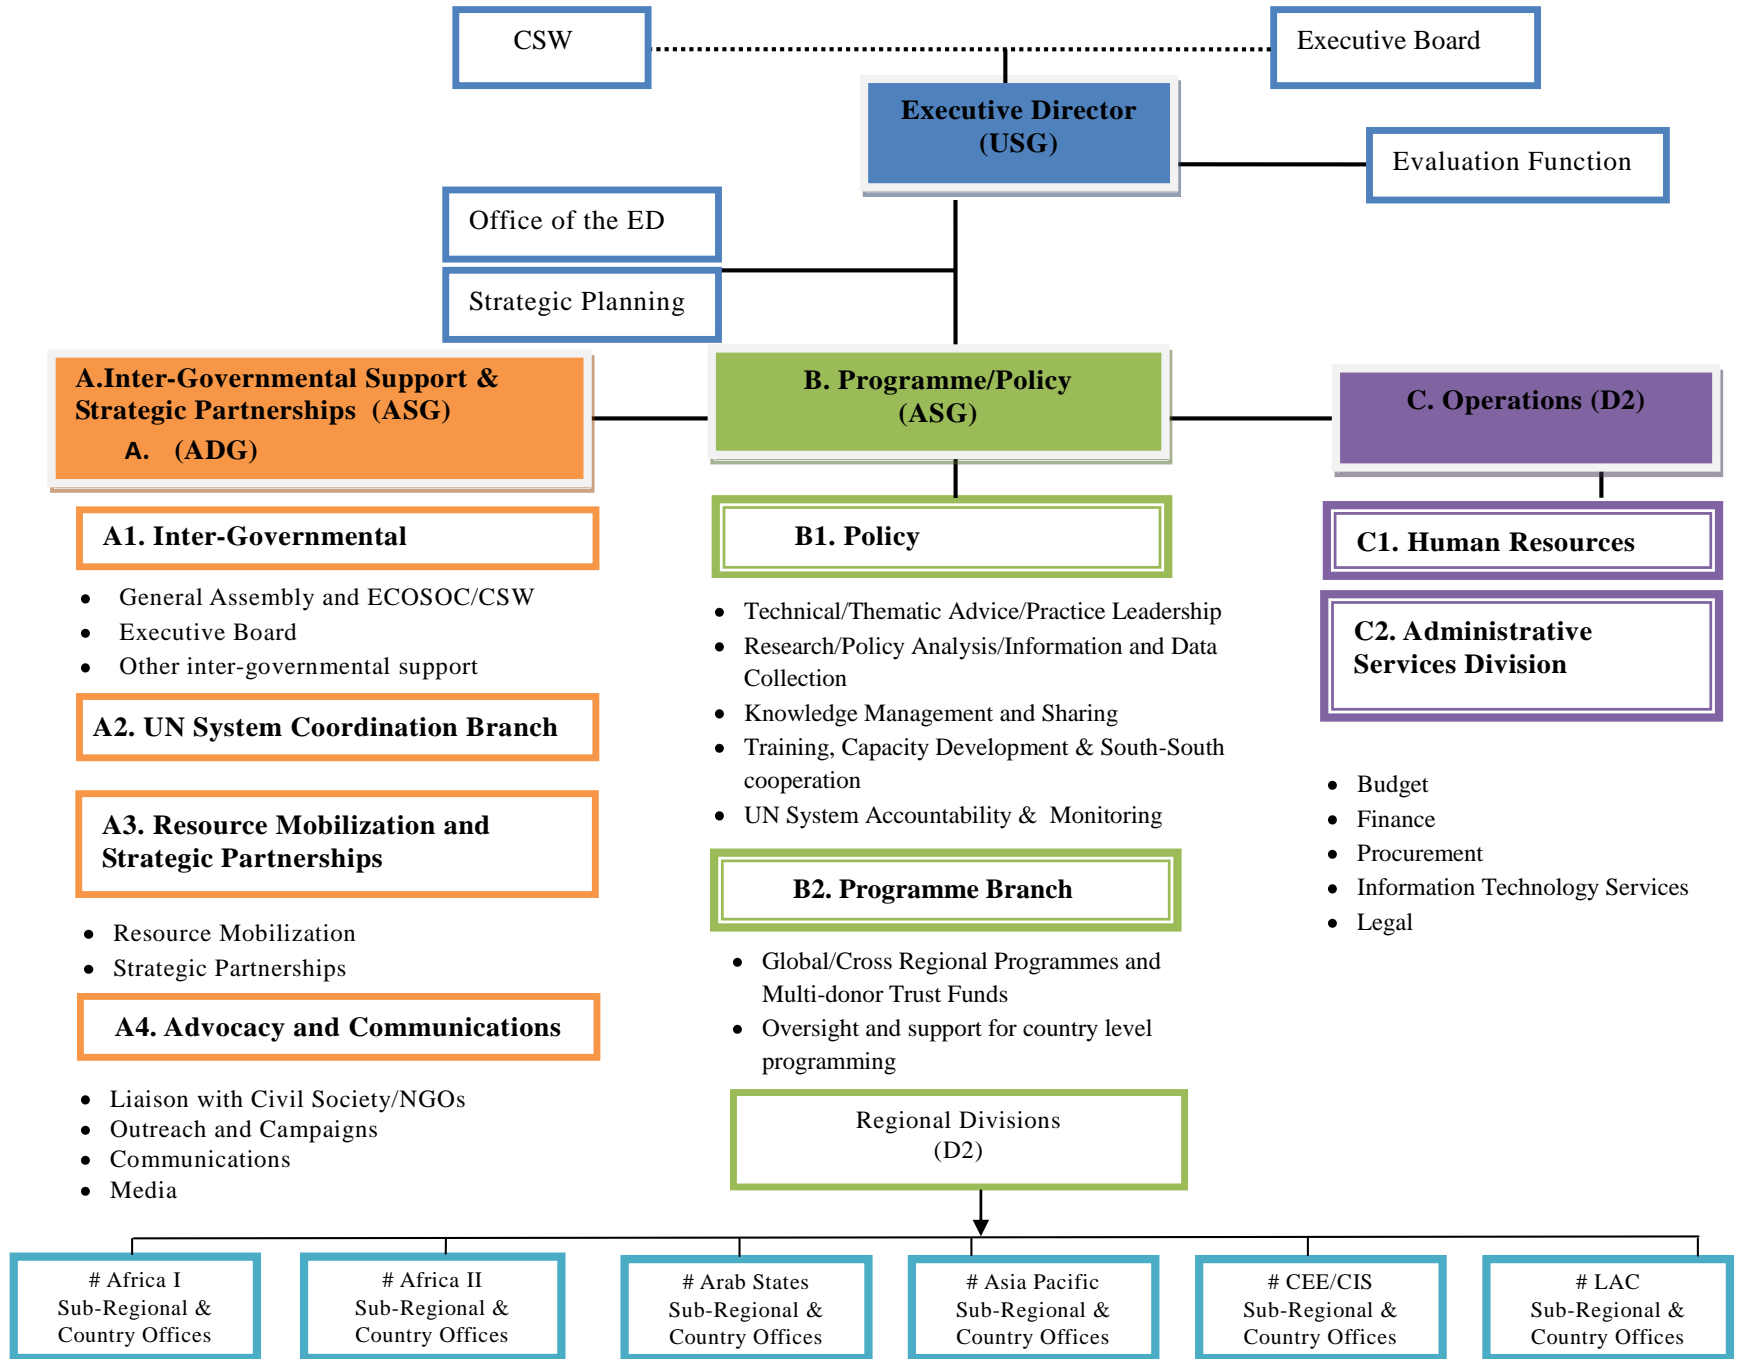 CSW
Executive Board
Executive Director
(USG)
Evaluation Function
Office of the ED
Strategic Planning
A.Inter-Governmental Support &
Strategic Partnerships (ASG)
A. (ADG)
B. Programme/Policy
(ASG)
C. Operations (D2)
A1. Inter-Governmental
• General Assembly and ECOSOC/CSW
• Executive Board
• Other inter-governmental support
A2. UN System Coordination Branch
A3. Resource Mobilization and
Strategic Partnerships
• Resource Mobilization
• Strategic Partnerships
A4. Advocacy and Communications
• Liaison with Civil Society/NGOs
• Outreach and Campaigns
• Communications
• Media
B1. Policy
• Technical/Thematic Advice/Practice Leadership
• Research/Policy Analysis/Information and Data
Collection
• Knowledge Management and Sharing
• Training, Capacity Development & South-South
cooperation
• UN System Accountability & Monitoring
B2. Programme Branch
• Global/Cross Regional Programmes and
Multi-donor Trust Funds
• Oversight and support for country level
programming
Regional Divisions
(D2)
C1. Human Resources
C2. Administrative
Services Division
• Budget
• Finance
• Procurement
• Information Technology Services
• Legal
# Africa I
Sub-Regional &
Country Offices
# Africa II
Sub-Regional &
Country Offices
# Arab States
Sub-Regional &
Country Offices
# Asia Pacific
Sub-Regional &
Country Offices
# CEE/CIS
Sub-Regional &
Country Offices
# LAC
Sub-Regional &
Country Offices